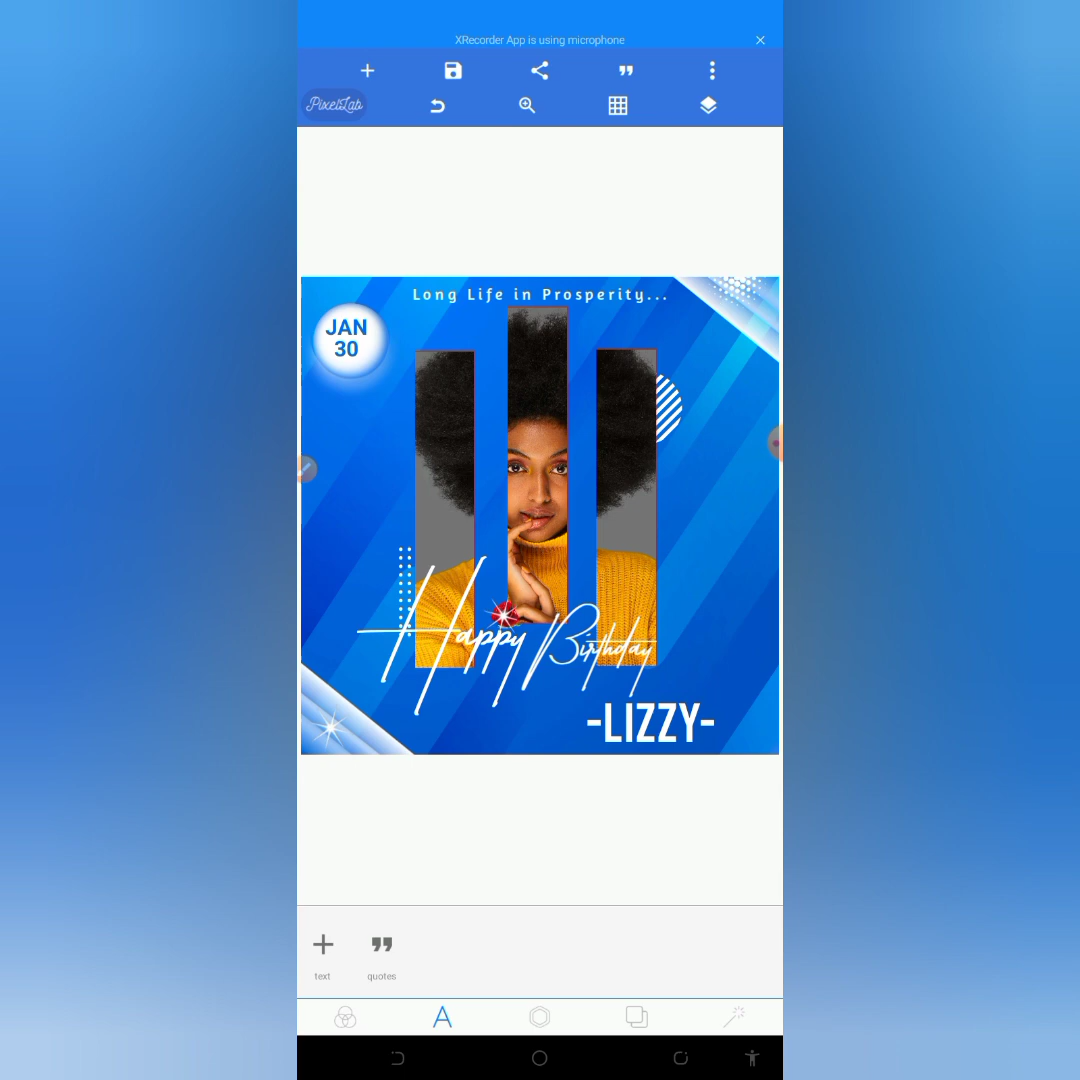 XRecorder App is using microphone
PixelLab
Long Life in Prosperity...
JAN
30
Happy Birthday
-LIZZY-
text
quotes